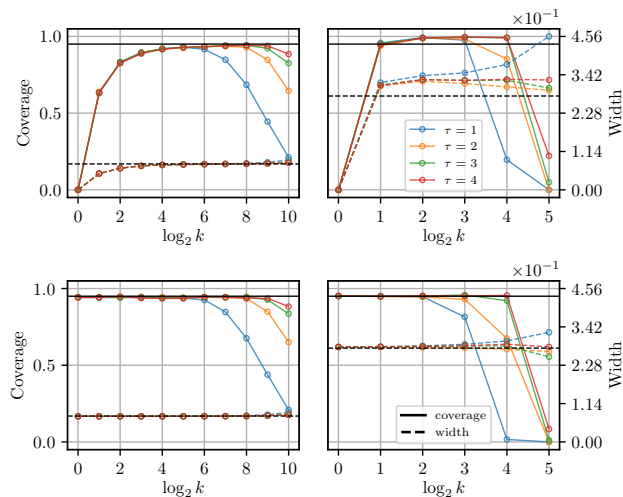 ×10⁻¹
1.0
0.5
0.0
Coverage
4.56
3.42
2.28
1.14
0.00
Width
τ = 1
τ = 2
τ = 3
τ = 4
0 2 4 6 8 10
0 1 2 3 4 5
log₂ k
log₂ k
×10⁻¹
1.0
0.5
0.0
Coverage
4.56
3.42
2.28
1.14
0.00
Width
coverage
width
0 2 4 6 8 10
0 1 2 3 4 5
log₂ k
log₂ k